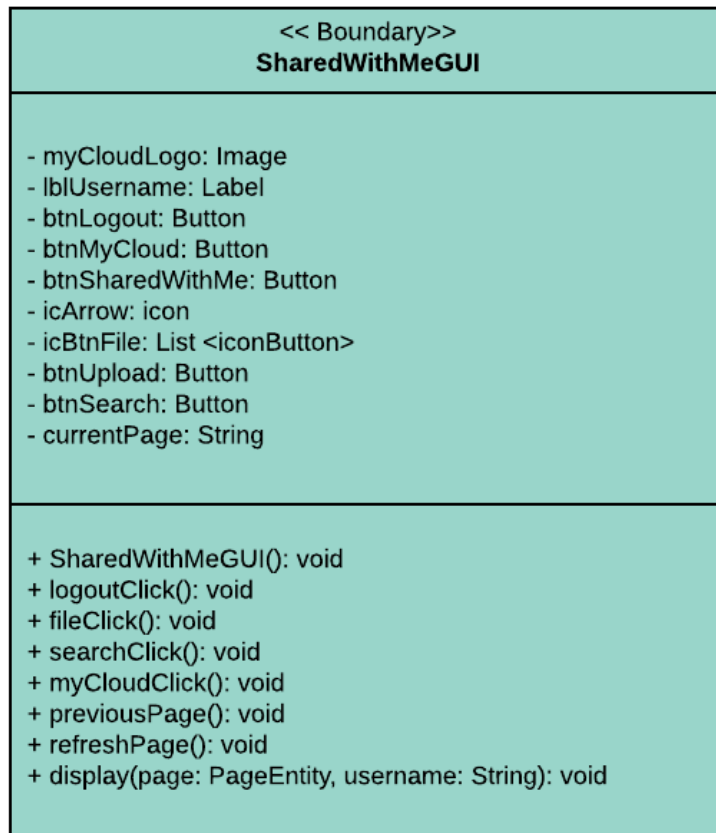 << Boundary>>
SharedWithMeGUI
- myCloudLogo: Image
- lblUsername: Label
- btnLogout: Button
- btnMyCloud: Button
- btnSharedWithMe: Button
- icArrow: icon
- icBtnFile: List <iconButton>
- btnUpload: Button
- btnSearch: Button
- currentPage: String
+ SharedWithMeGUI(): void
+ logoutClick(): void
+ fileClick(): void
+ searchClick(): void
+ myCloudClick(): void
+ previousPage(): void
+ refreshPage(): void
+ display(page: PageEntity, username: String): void